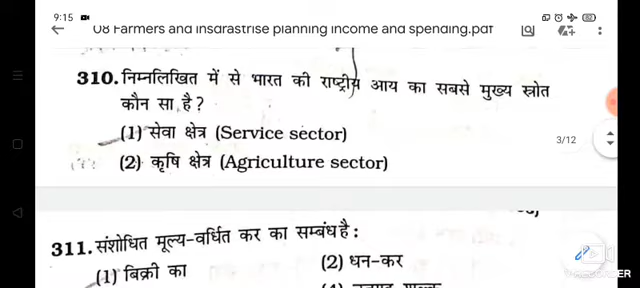 9:15
08 Farmers and insdarastrise planning income and spending.pdf
310. निम्नलिखित में से भारत की राष्ट्रीय आय का सबसे मुख्य स्त्रोत
कौन सा है?
(1) सेवा क्षेत्र (Service sector)
3/12
(2) कृषि क्षेत्र (Agriculture sector)
311. संशोधित मूल्य-वर्धित कर का सम्बंध है :
(1) बिक्री का
(2) धन-कर